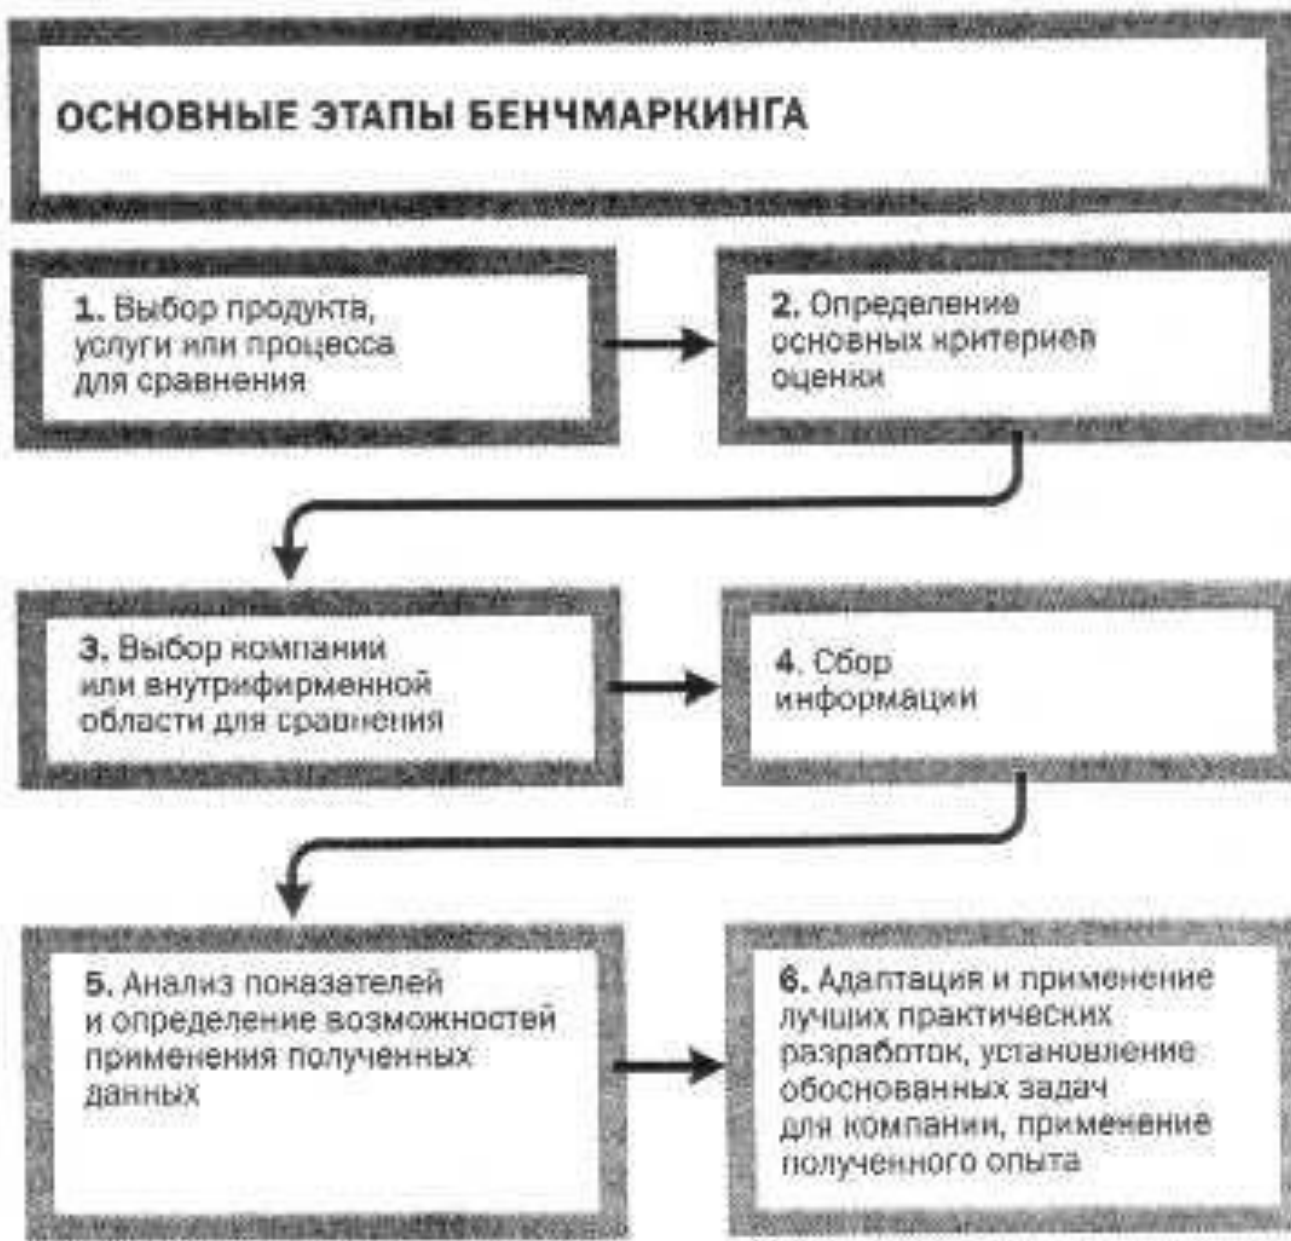 ОСНОВНЫЕ ЭТАПЫ БЕНЧМАРКИНГА
1. Выбор продукта,
услуги или процесса
для сравнения
2. Определение
основных критериев
оценки
3. Выбор компании
или внутрифирменной
области для сравнения
4. Сбор
информации
5. Анализ показателей
и определение возможностей
применения полученных
данных
6. Адаптация и применение
лучших практических
разработок, установление
обоснованных задач
для компании, применение
полученного опыта